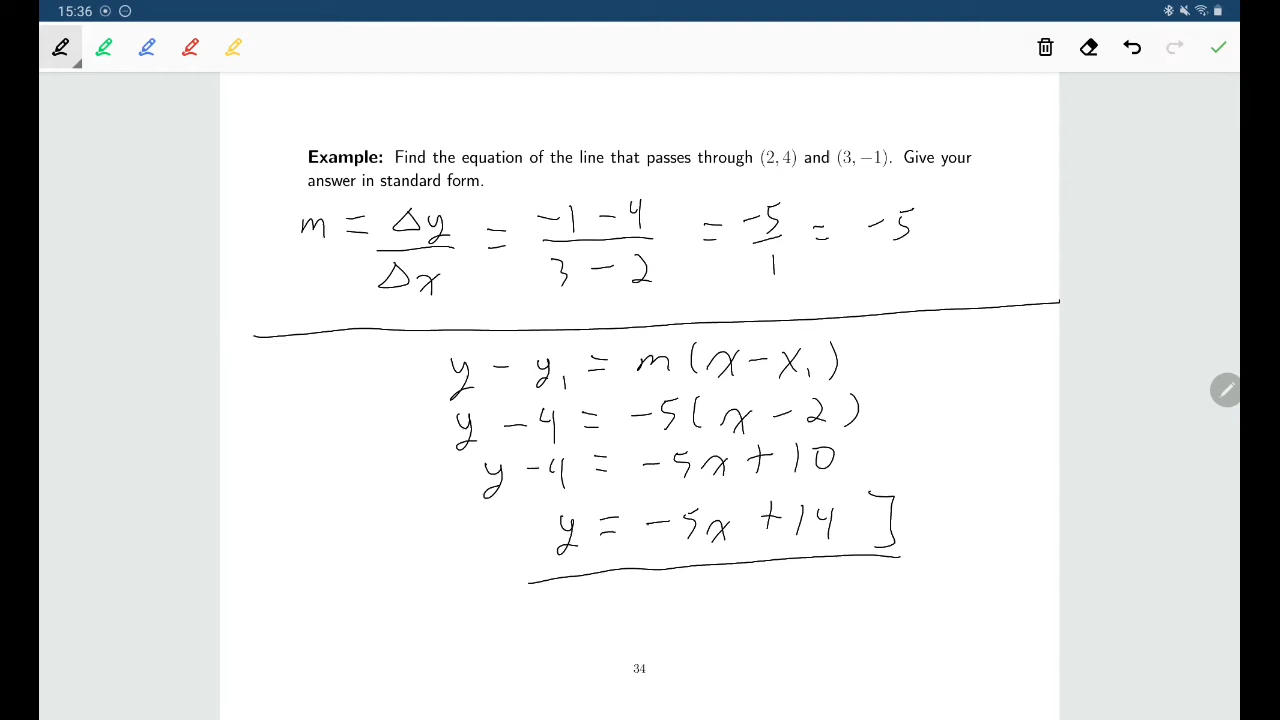 15:36
Example: Find the equation of the line that passes through (2, 4) and (3, −1). Give your
answer in standard form.
m = Δy/Δx = (-1 - 4)/(3 - 2) = -5/1 = -5
y - y₁ = m(x - x₁)
y - 4 = -5(x - 2)
y - 4 = -5x + 10
y = -5x + 14 ]
34